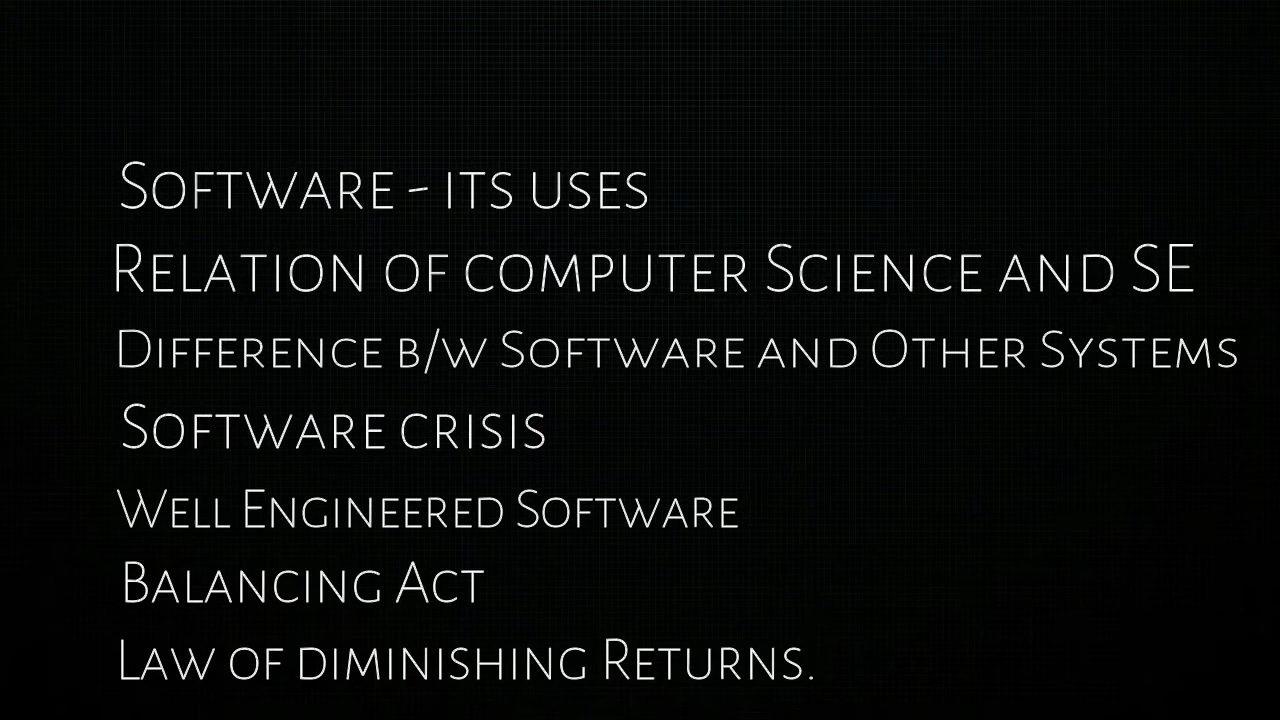 Software - its uses
Relation of computer Science and SE
Difference b/w Software and Other Systems
Software crisis
Well Engineered Software
Balancing Act
Law of diminishing Returns.